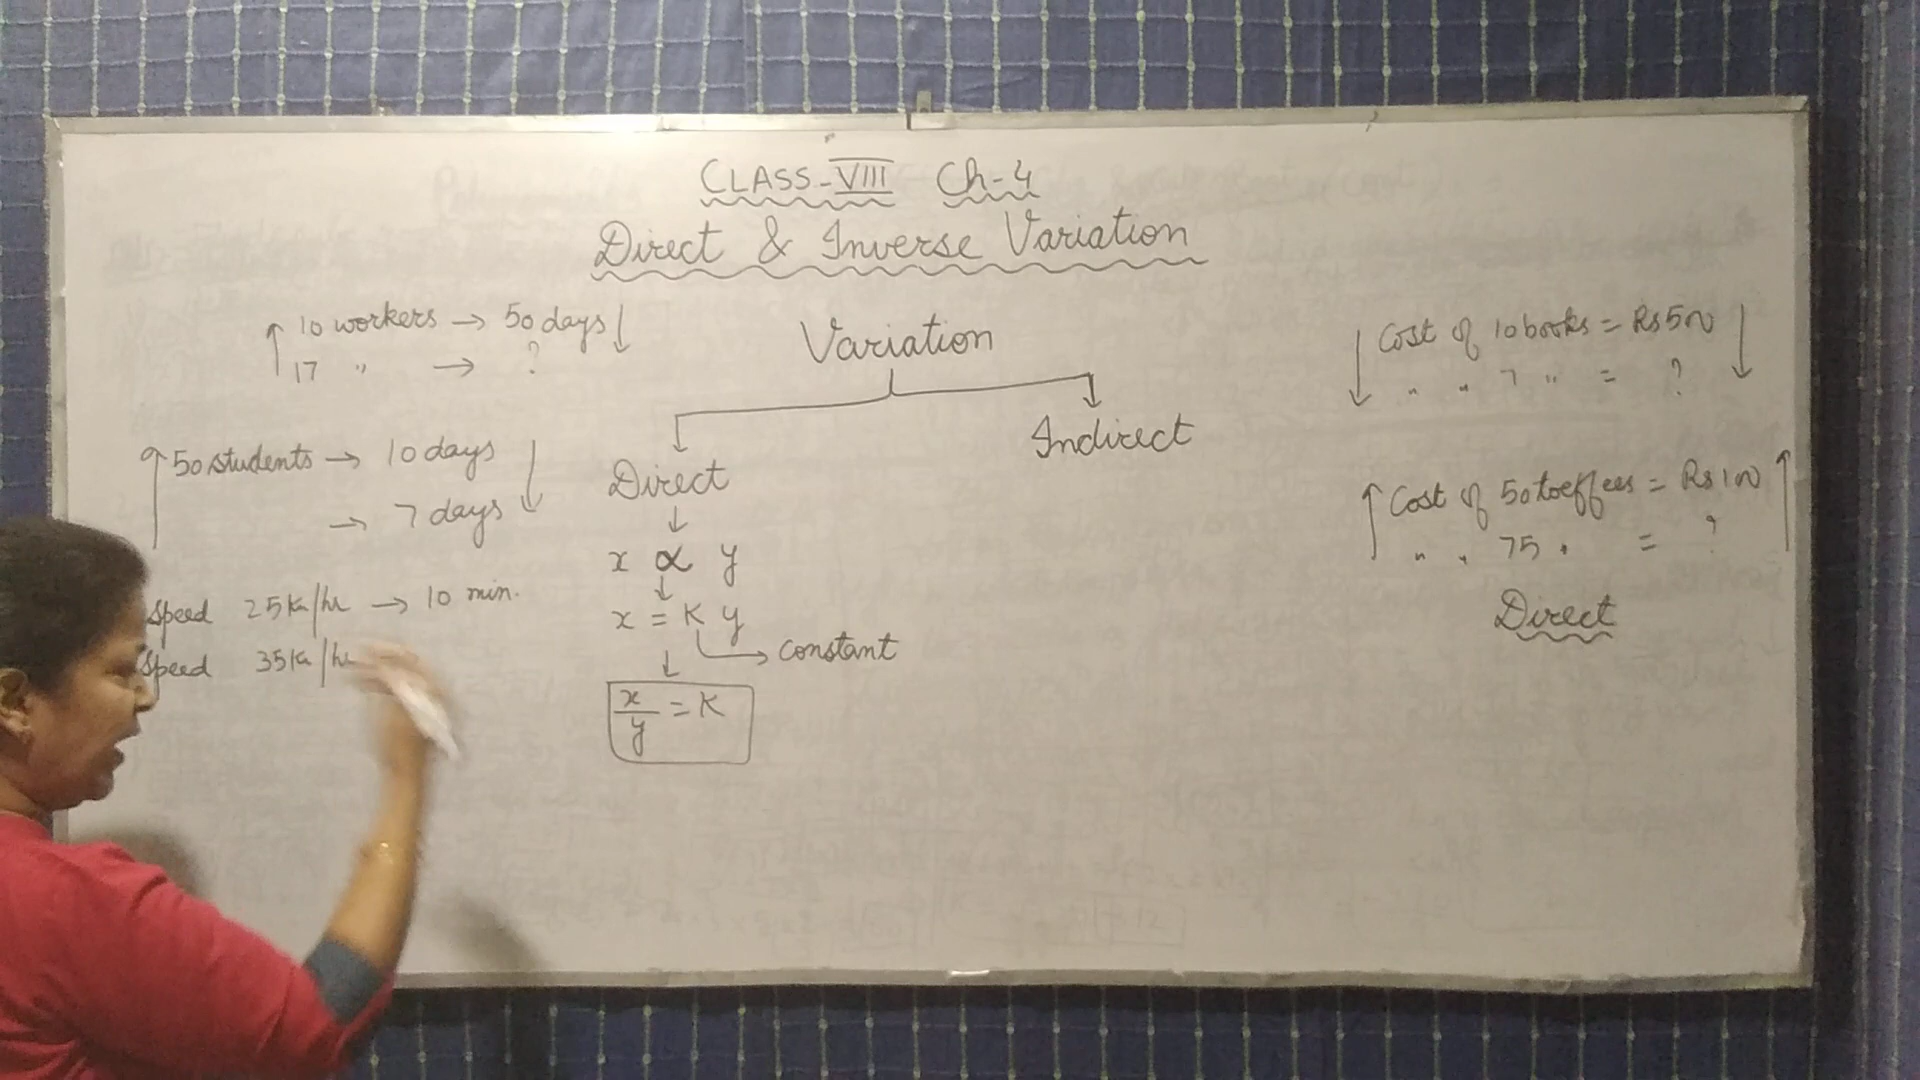 CLASS-VIII Ch-4
Direct & Inverse Variation
10 workers → 50 days
17 " → ?
50 students → 10 days
→ 7 days
Speed 25 Km/hr → 10 min.
Speed 35 Km/hr
Variation
Direct
Indirect
x ∝ y
x = K y
constant
x/y = K
Cost of 10 books = Rs 500
" " 7 " = ?
Cost of 50 toeffees = Rs 100
" " 75 " = ?
Direct